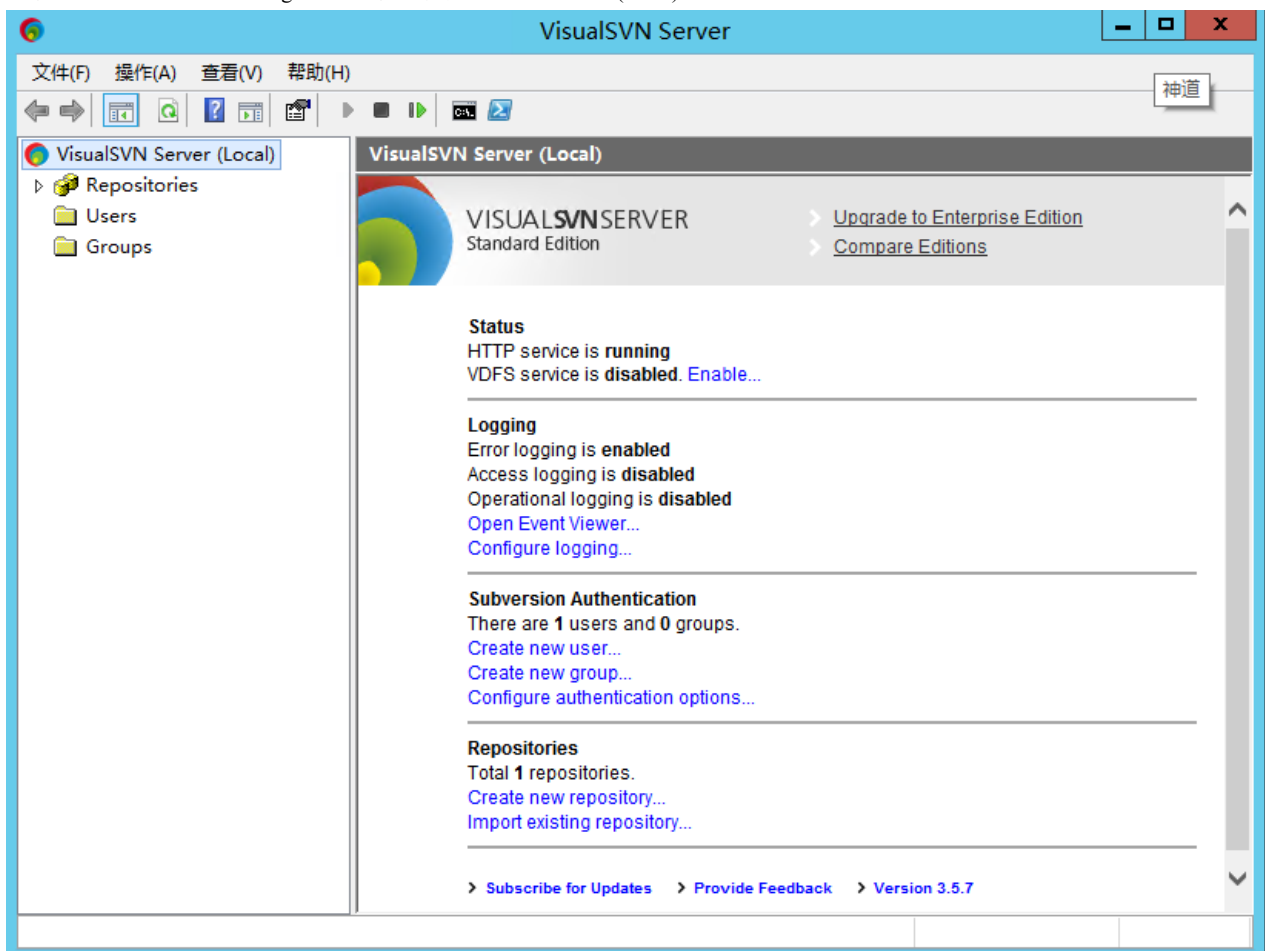 VisualSVN Server
文件(F) 操作(A) 查看(V) 帮助(H)
神道
VisualSVN Server (Local)
Repositories
Users
Groups
VisualSVN Server (Local)
VISUALSVNSERVER
Standard Edition
Upgrade to Enterprise Edition
Compare Editions
Status
HTTP service is running
VDFS service is disabled. Enable...
Logging
Error logging is enabled
Access logging is disabled
Operational logging is disabled
Open Event Viewer...
Configure logging...
Subversion Authentication
There are 1 users and 0 groups.
Create new user...
Create new group...
Configure authentication options...
Repositories
Total 1 repositories.
Create new repository...
Import existing repository...
Subscribe for Updates Provide Feedback Version 3.5.7